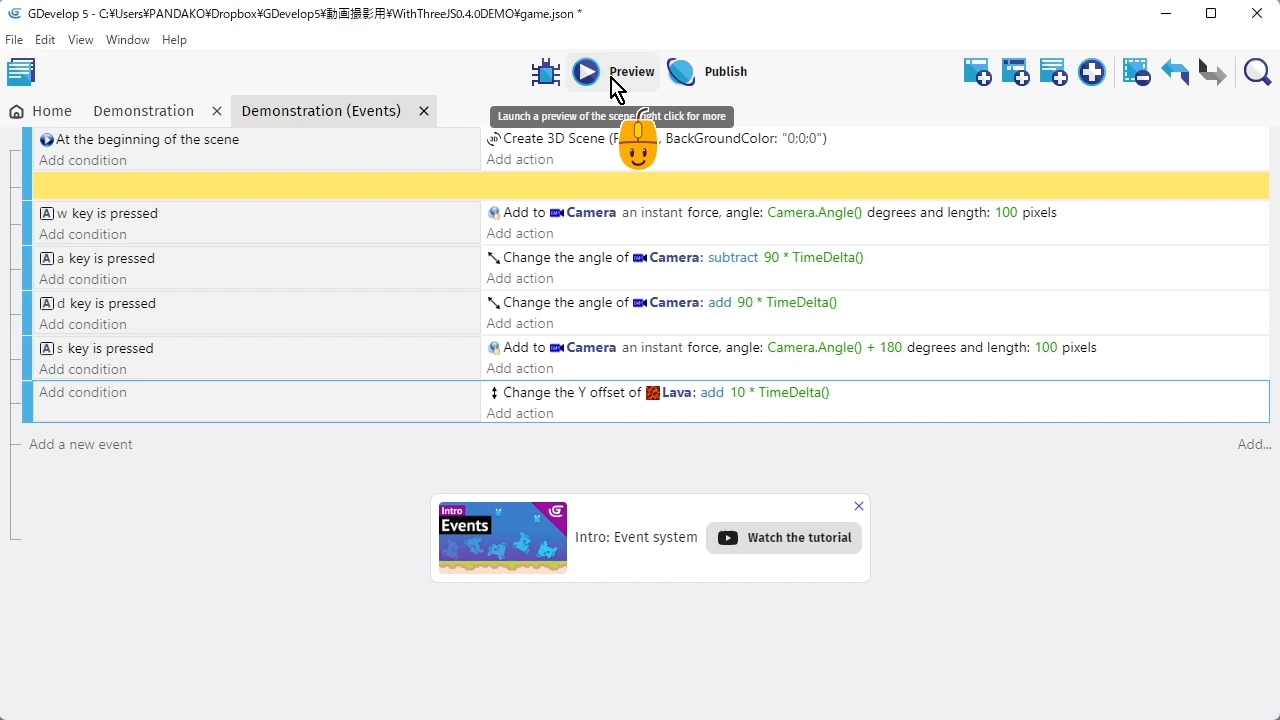 GDevelop 5 - C:¥Users¥PANDAKO¥Dropbox¥GDevelop5¥動画撮影用¥WithThreeJS0.4.0DEMO¥game.json *
File Edit View Window Help
Preview Publish
Home Demonstration Demonstration (Events)
Launch a preview of the scene, right click for more
At the beginning of the scene
Create 3D Scene ( , BackGroundColor: "0;0;0")
Add condition
Add action
w key is pressed
Add to Camera an instant force, angle: Camera.Angle() degrees and length: 100 pixels
Add condition
Add action
a key is pressed
Change the angle of Camera: subtract 90 * TimeDelta()
Add condition
Add action
d key is pressed
Change the angle of Camera: add 90 * TimeDelta()
Add condition
Add action
s key is pressed
Add to Camera an instant force, angle: Camera.Angle() + 180 degrees and length: 100 pixels
Add condition
Add action
Add condition
Change the Y offset of Lava: add 10 * TimeDelta()
Add action
Add a new event
Add...
Intro
Events
Intro: Event system
Watch the tutorial